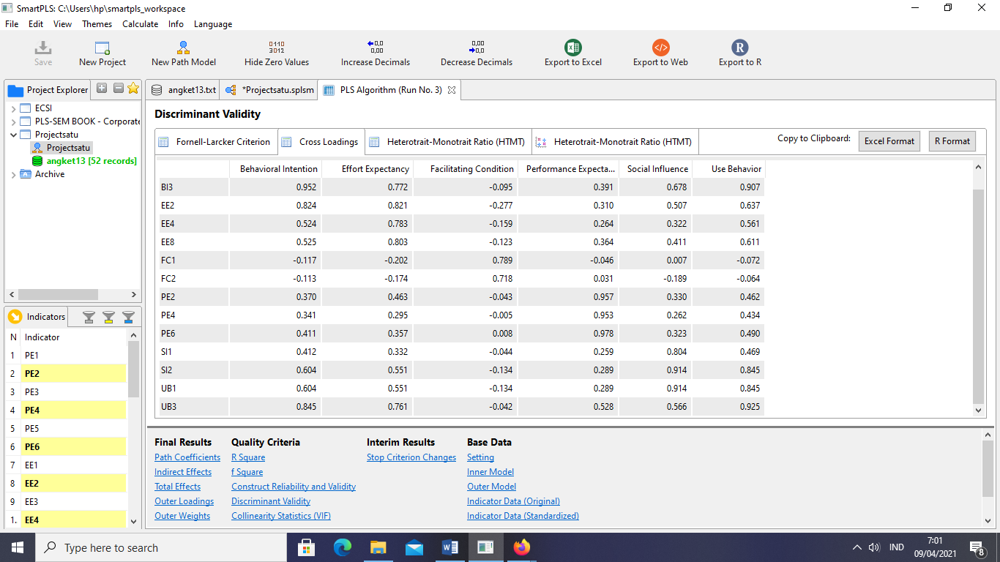 SmartPLS: C:\Users\hp\smartpls_workspace
File Edit View Themes Calculate Info Language
Save New Project New Path Model Hide Zero Values Increase Decimals Decrease Decimals Export to Excel Export to Web Export to R
Project Explorer
ECSI
PLS-SEM BOOK - Corporate
Projectsatu
Projectsatu
angket13 [52 records]
Archive
Indicators
N Indicator
1 PE1
2 PE2
3 PE3
4 PE4
5 PE5
6 PE6
7 EE1
8 EE2
9 EE3
1. EE4
angket13.txt *Projectsatu.splsm PLS Algorithm (Run No. 3)
Discriminant Validity
Fornell-Larcker Criterion Cross Loadings Heterotrait-Monotrait Ratio (HTMT) Heterotrait-Monotrait Ratio (HTMT) Copy to Clipboard: Excel Format R Format
Behavioral Intention Effort Expectancy Facilitating Condition Performance Expecta... Social Influence Use Behavior
BI3 0.952 0.772 -0.095 0.391 0.678 0.907
EE2 0.824 0.821 -0.277 0.310 0.507 0.637
EE4 0.524 0.783 -0.159 0.264 0.322 0.561
EE8 0.525 0.803 -0.123 0.364 0.411 0.611
FC1 -0.117 -0.202 0.789 -0.046 0.007 -0.072
FC2 -0.113 -0.174 0.718 0.031 -0.189 -0.064
PE2 0.370 0.463 -0.043 0.957 0.330 0.462
PE4 0.341 0.295 -0.005 0.953 0.262 0.434
PE6 0.411 0.357 0.008 0.978 0.323 0.490
SI1 0.412 0.332 -0.044 0.259 0.804 0.469
SI2 0.604 0.551 -0.134 0.289 0.914 0.845
UB1 0.604 0.551 -0.134 0.289 0.914 0.845
UB3 0.845 0.761 -0.042 0.528 0.566 0.925
Final Results Quality Criteria Interim Results Base Data
Path Coefficients R Square Stop Criterion Changes Setting
Indirect Effects f Square Inner Model
Total Effects Construct Reliability and Validity Outer Model
Outer Loadings Discriminant Validity Indicator Data (Original)
Outer Weights Collinearity Statistics (VIF) Indicator Data (Standardized)
Type here to search
IND
7:01
09/04/2021
8